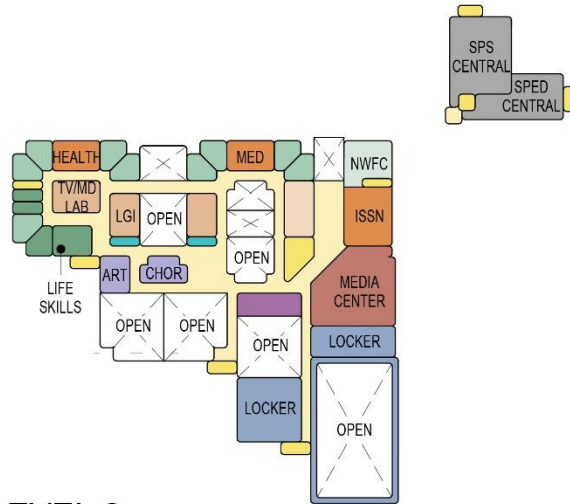 SPS
CENTRAL
SPED
CENTRAL
HEALTH
MED
NWFC
TV/MD
LAB
LGI
OPEN
ISSN
OPEN
LIFE
SKILLS
ART
CHOR
MEDIA
CENTER
OPEN
OPEN
OPEN
LOCKER
LOCKER
OPEN